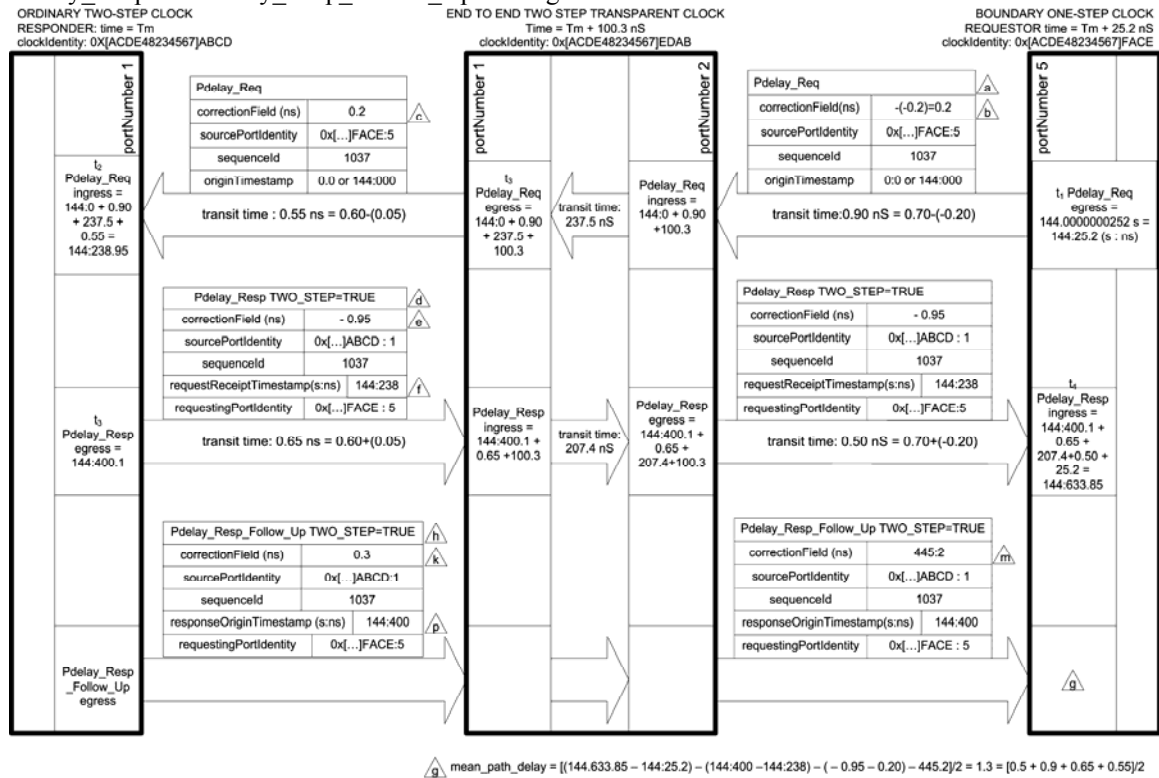 ORDINARY TWO-STEP CLOCK
RESPONDER: time = Tm
clockIdentity: 0X[ACDE48234567]ABCD
END TO END TWO STEP TRANSPARENT CLOCK
Time = Tm + 100.3 nS
clockIdentity: 0x[ACDE48234567]EDAB
BOUNDARY ONE-STEP CLOCK
REQUESTOR time = Tm + 25.2 nS
clockIdentity: 0x[ACDE48234567]FACE
portNumber 1
portNumber 1
portNumber 2
portNumber 5
Pdelay_Req
correctionField (ns) 0.2
c
sourcePortIdentity 0x[...]FACE:5
sequenceId 1037
originTimestamp 0:0 or 144:000
transit time : 0.55 ns = 0.60-(0.05)
Pdelay_Req
a
correctionField(ns) -(-0.2)=0.2
b
sourcePortIdentity 0x[...]FACE:5
sequenceId 1037
originTimestamp 0:0 or 144:000
transit time:0.90 nS = 0.70-(-0.20)
t2
Pdelay_Req
ingress =
144:0 + 0.90
+ 237.5 +
0.55 =
144:238.95
t3
Pdelay_Req
egress =
144:0 + 0.90
+ 237.5 +
100.3
transit time:
237.5 nS
Pdelay_Req
ingress =
144:0 + 0.90
+100.3
t1 Pdelay_Req
egress =
144.0000000252 s =
144:25.2 (s : ns)
Pdelay_Resp TWO_STEP=TRUE
d
correctionField (ns) - 0.95
e
sourcePortIdentity 0x[...]ABCD : 1
sequenceId 1037
requestReceiptTimestamp(s:ns) 144:238
f
requestingPortIdentity 0x[...]FACE : 5
transit time: 0.65 ns = 0.60+(0.05)
Pdelay_Resp TWO_STEP=TRUE
correctionField (ns) - 0.95
sourcePortIdentity 0x[...]ABCD : 1
sequenceId 1037
requestReceiptTimestamp(s:ns) 144:238
requestingPortIdentity 0x[...]FACE:5
transit time: 0.50 nS = 0.70+(-0.20)
t3
Pdelay_Resp
egress =
144:400.1
Pdelay_Resp
ingress =
144:400.1 +
0.65 +100.3
transit time:
207.4 nS
Pdelay_Resp
egress =
144:400.1 +
0.65 +
207.4+100.3
t4
Pdelay_Resp
ingress =
144:400.1 +
0.65 +
207.4+0.50 +
25.2 =
144:633.85
Pdelay_Resp_Follow_Up TWO_STEP=TRUE
h
correctionField (ns) 0.3
k
sourcePortIdentity 0x[...]ABCD:1
sequenceId 1037
responseOriginTimestamp (s:ns) 144:400
p
requestingPortIdentity 0x[...]FACE:5
Pdelay_Resp_Follow_Up TWO_STEP=TRUE
correctionField (ns) 445:2
m
sourcePortIdentity 0x[...]ABCD : 1
sequenceId 1037
responseOriginTimestamp(s:ns) 144:400
requestingPortIdentity 0x[...]FACE : 5
Pdelay_Resp
_Follow_Up
egress
g
g mean_path_delay = [(144.633.85 – 144:25.2) – (144:400 –144:238) – ( – 0.95 – 0.20) – 445.2]/2 = 1.3 = [0.5 + 0.9 + 0.65 + 0.55]/2